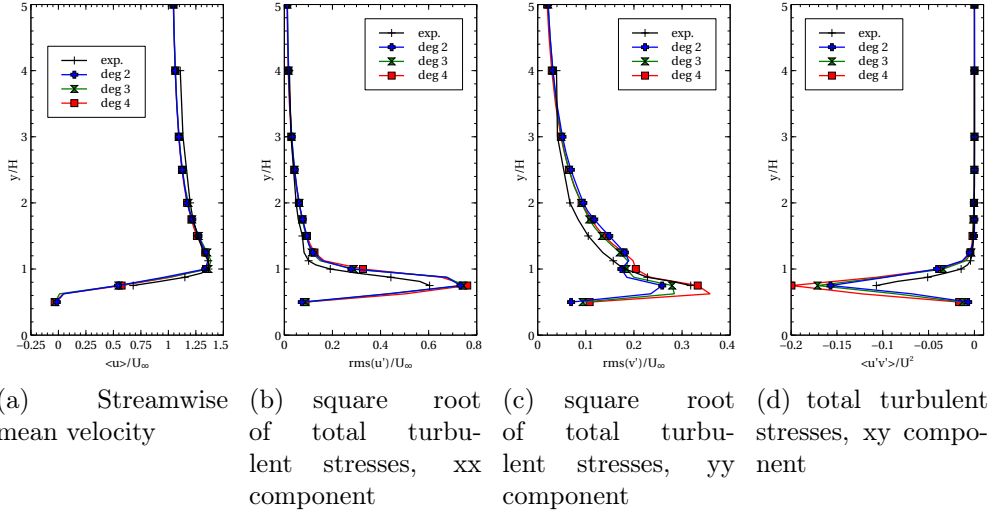 5
4
3
2
1
0
y/H
-0.25 0 0.25 0.5 0.75 1 1.25 1.5
<u>/U∞
exp.
deg 2
deg 3
deg 4
5
4
3
2
1
0
y/H
0 0.2 0.4 0.6 0.8
rms(u')/U∞
exp.
deg 2
deg 3
deg 4
5
4
3
2
1
0
y/H
0 0.1 0.2 0.3 0.4
rms(v')/U∞
exp.
deg 2
deg 3
deg 4
5
4
3
2
1
0
y/H
-0.2 -0.15 -0.1 -0.05 0
<u'v'>/U²
exp.
deg 2
deg 3
deg 4
(a) Streamwise
mean velocity
(b) square root
of total turbu-
lent stresses, xx
component
(c) square root
of total turbu-
lent stresses, yy
component
(d) total turbulent
stresses, xy compo-
nent